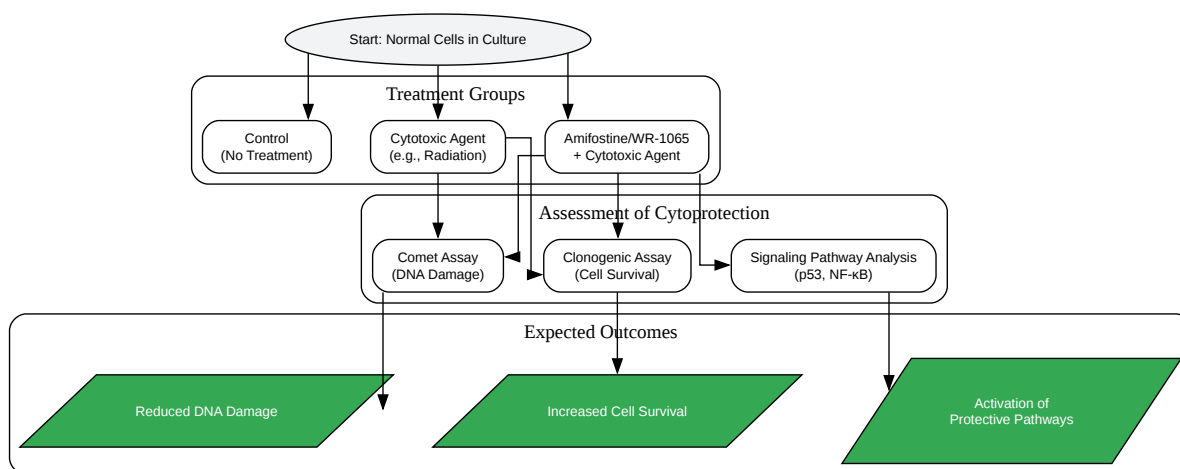 Start: Normal Cells in Culture
Treatment Groups
Control
(No Treatment)
Cytotoxic Agent
(e.g., Radiation)
Amifostine/WR-1065
+ Cytotoxic Agent
Assessment of Cytoprotection
Comet Assay
(DNA Damage)
Clonogenic Assay
(Cell Survival)
Signaling Pathway Analysis
(p53, NF-κB)
Expected Outcomes
Reduced DNA Damage
Increased Cell Survival
Activation of
Protective Pathways